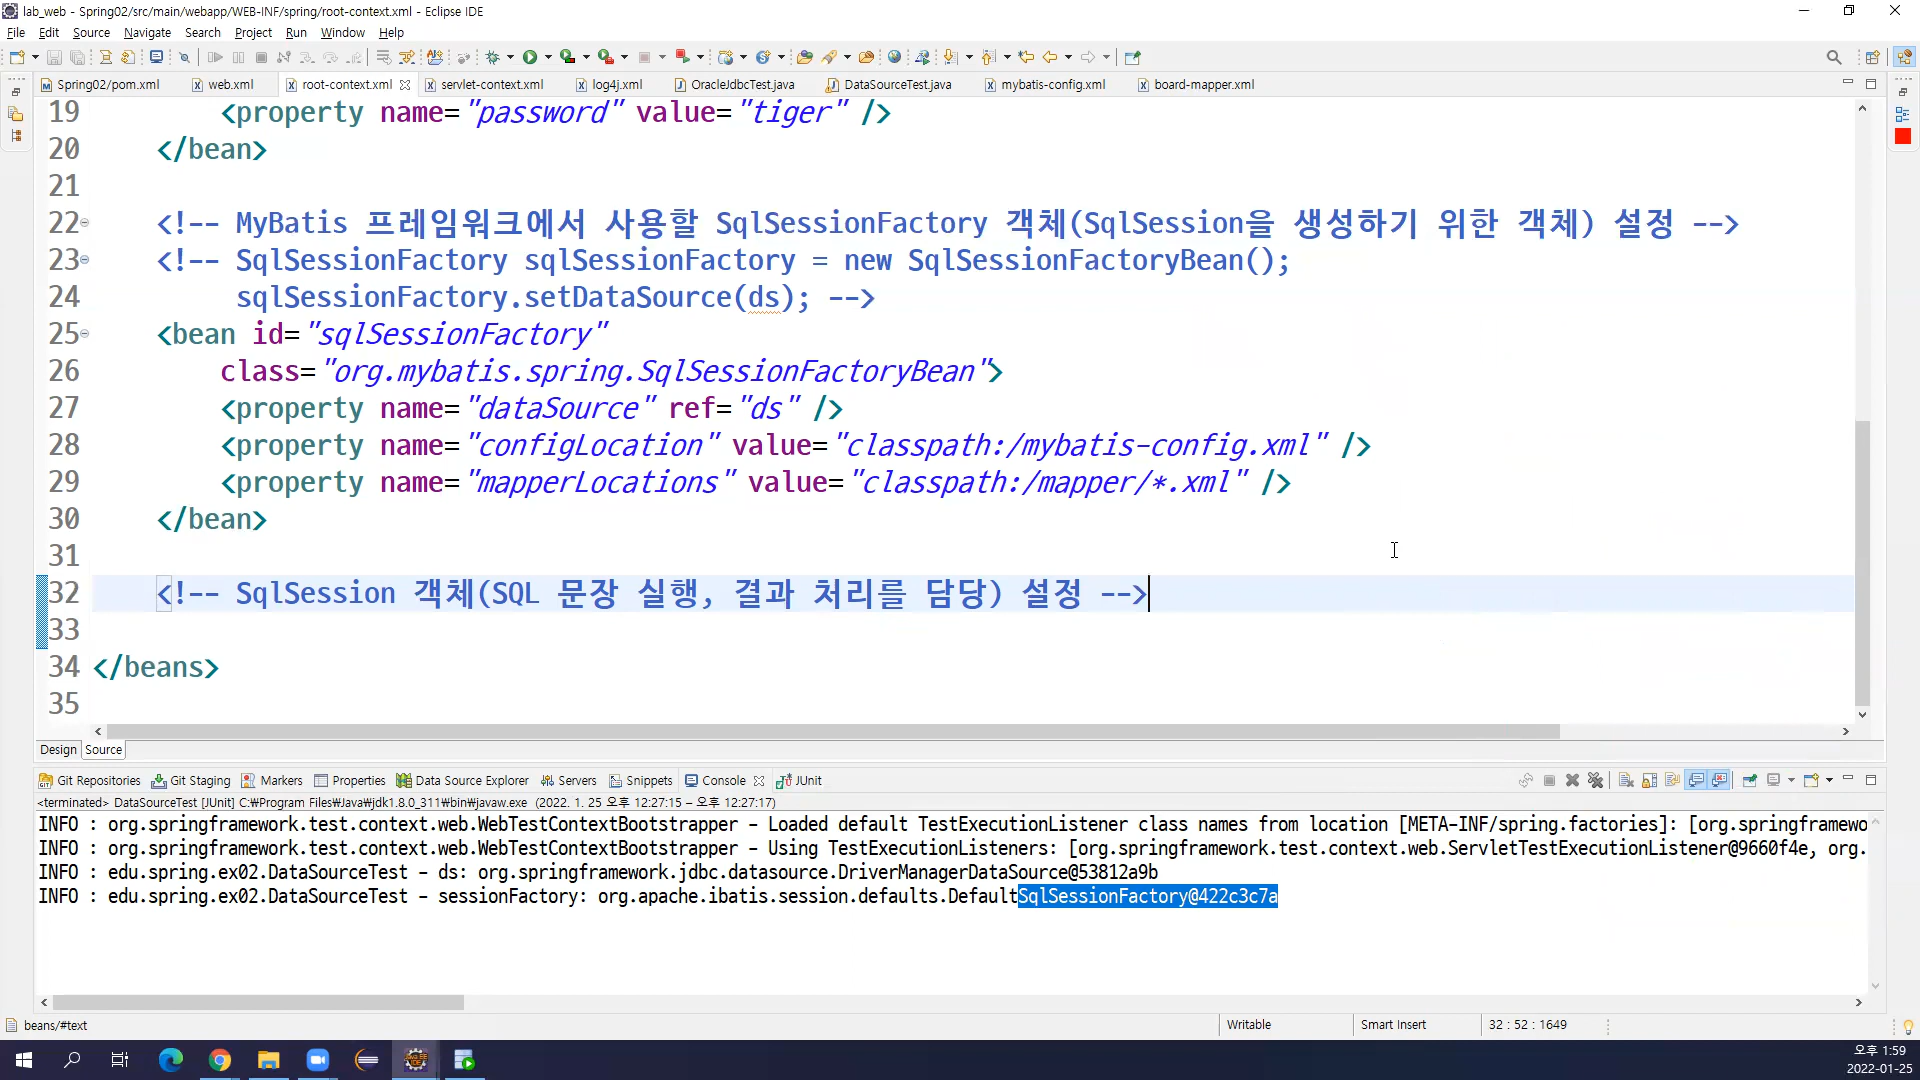 lab_web - Spring02/src/main/webapp/WEB-INF/spring/root-context.xml - Eclipse IDE
File Edit Source Navigate Search Project Run Window Help
Spring02/pom.xml web.xml root-context.xml servlet-context.xml log4j.xml OracleJdbcTest.java DataSourceTest.java mybatis-config.xml board-mapper.xml
19 <property name="password" value="tiger" />
20 </bean>
21
22 <!-- MyBatis 프레임워크에서 사용할 SqlSessionFactory 객체(SqlSession을 생성하기 위한 객체) 설정 -->
23 <!-- SqlSessionFactory sqlSessionFactory = new SqlSessionFactoryBean();
24 sqlSessionFactory.setDataSource(ds); -->
25 <bean id="sqlSessionFactory"
26 class="org.mybatis.spring.SqlSessionFactoryBean">
27 <property name="dataSource" ref="ds" />
28 <property name="configLocation" value="classpath:/mybatis-config.xml" />
29 <property name="mapperLocations" value="classpath:/mapper/*.xml" />
30 </bean>
31
32 <!-- SqlSession 객체(SQL 문장 실행, 결과 처리를 담당) 설정 -->
33
34 </beans>
35
Design Source
Git Repositories Git Staging Markers Properties Data Source Explorer Servers Snippets Console JUnit
<terminated> DataSourceTest [JUnit] C:₩Program Files₩Java₩jdk1.8.0_311₩bin₩javaw.exe (2022. 1. 25 오후 12:27:15 – 오후 12:27:17)
INFO : org.springframework.test.context.web.WebTestContextBootstrapper - Loaded default TestExecutionListener class names from location [META-INF/spring.factories]: [org.springframewo
INFO : org.springframework.test.context.web.WebTestContextBootstrapper - Using TestExecutionListeners: [org.springframework.test.context.web.ServletTestExecutionListener@9660f4e, org.
INFO : edu.spring.ex02.DataSourceTest - ds: org.springframework.jdbc.datasource.DriverManagerDataSource@53812a9b
INFO : edu.spring.ex02.DataSourceTest - sessionFactory: org.apache.ibatis.session.defaults.DefaultSqlSessionFactory@422c3c7a
beans/#text Writable Smart Insert 32 : 52 : 1649
오후 1:59
2022-01-25